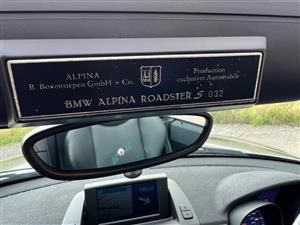 ALPINA
B. Bovensiepen GmbH + Co.
Production
exclusiver Automobile
BMW ALPINA ROADSTER S 032